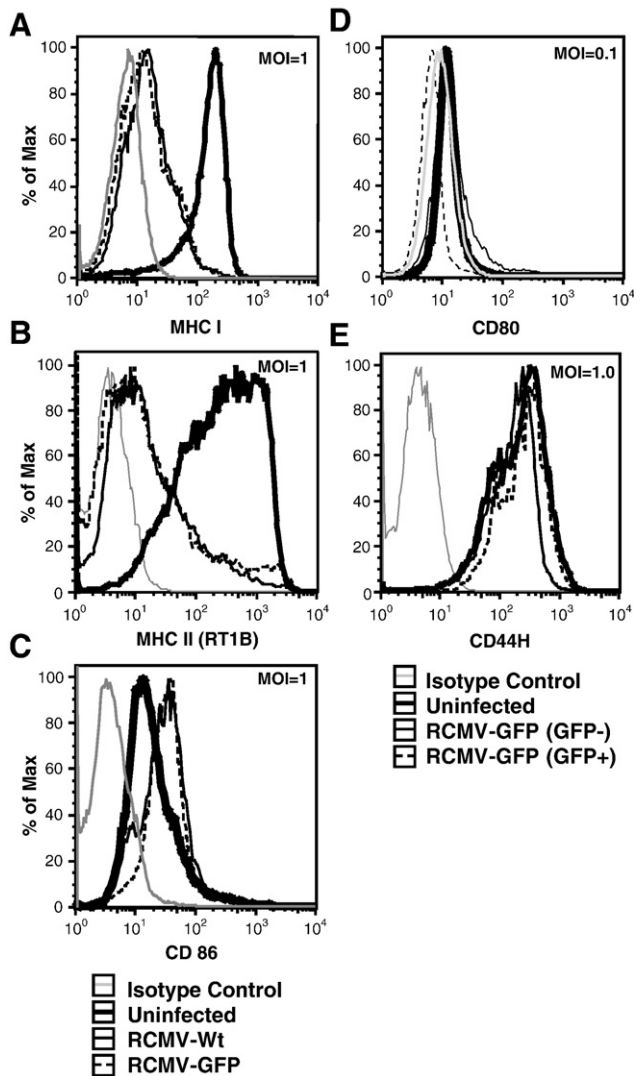 A
MOI=1
% of Max
100
80
60
40
20
0
10^0 10^1 10^2 10^3 10^4
MHC I
B
MOI=1
% of Max
100
80
60
40
20
0
10^0 10^1 10^2 10^3 10^4
MHC II (RT1B)
C
MOI=1
% of Max
100
80
60
40
20
0
10^0 10^1 10^2 10^3 10^4
CD 86
Isotype Control
Uninfected
RCMV-Wt
RCMV-GFP
D
MOI=0.1
100
80
60
40
20
0
10^0 10^1 10^2 10^3 10^4
CD80
E
MOI=1.0
100
80
60
40
20
0
10^0 10^1 10^2 10^3 10^4
CD44H
Isotype Control
Uninfected
RCMV-GFP (GFP-)
RCMV-GFP (GFP+)